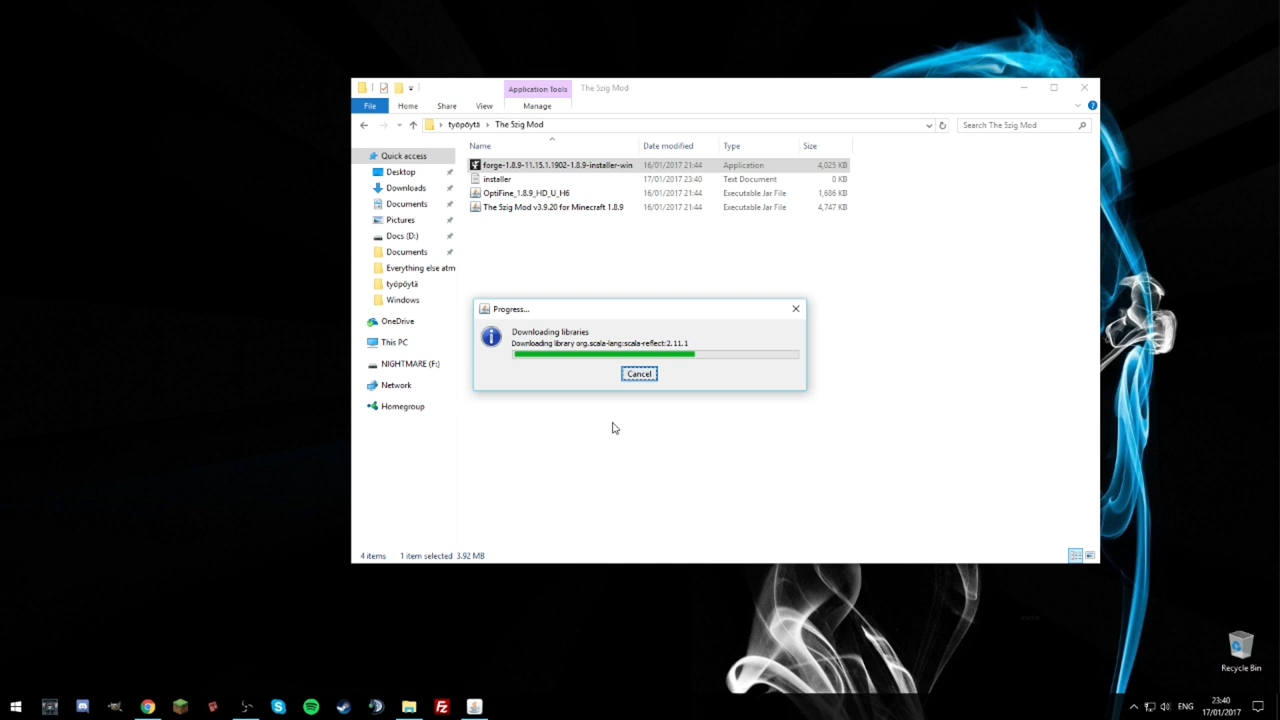 Application Tools The 5zig Mod
File Home Share View Manage
työpöytä The 5zig Mod Search The 5zig Mod
Name Date modified Type Size
Quick access
Desktop
Downloads
Documents
Pictures
Docs (D:)
Documents
Everything else atm
työpöytä
Windows
OneDrive
This PC
NIGHTMARE (F:)
Network
Homegroup
forge-1.8.9-11.15.1.1902-1.8.9-installer-win 16/01/2017 21:44 Application 4,025 KB
installer 17/01/2017 23:40 Text Document 0 KB
OptiFine_1.8.9_HD_U_H6 16/01/2017 21:44 Executable Jar File 1,686 KB
The 5zig Mod v3.9.20 for Minecraft 1.8.9 16/01/2017 21:44 Executable Jar File 4,747 KB
Progress...
Downloading libraries
Downloading library org.scala-lang:scala-reflect:2.11.1
Cancel
4 items 1 item selected 3.92 MB
Recycle Bin
ENG
23:40
17/01/2017